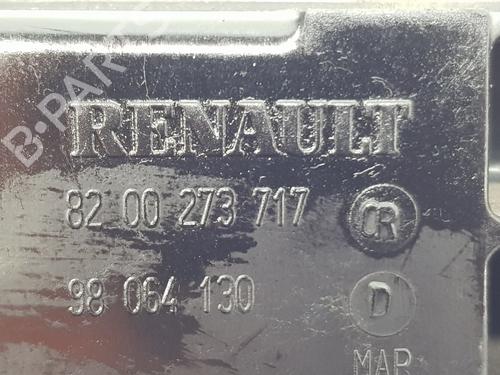 B-PARTS
RENAULT
82 00 273 717 CR
98 064 130 D
MAR